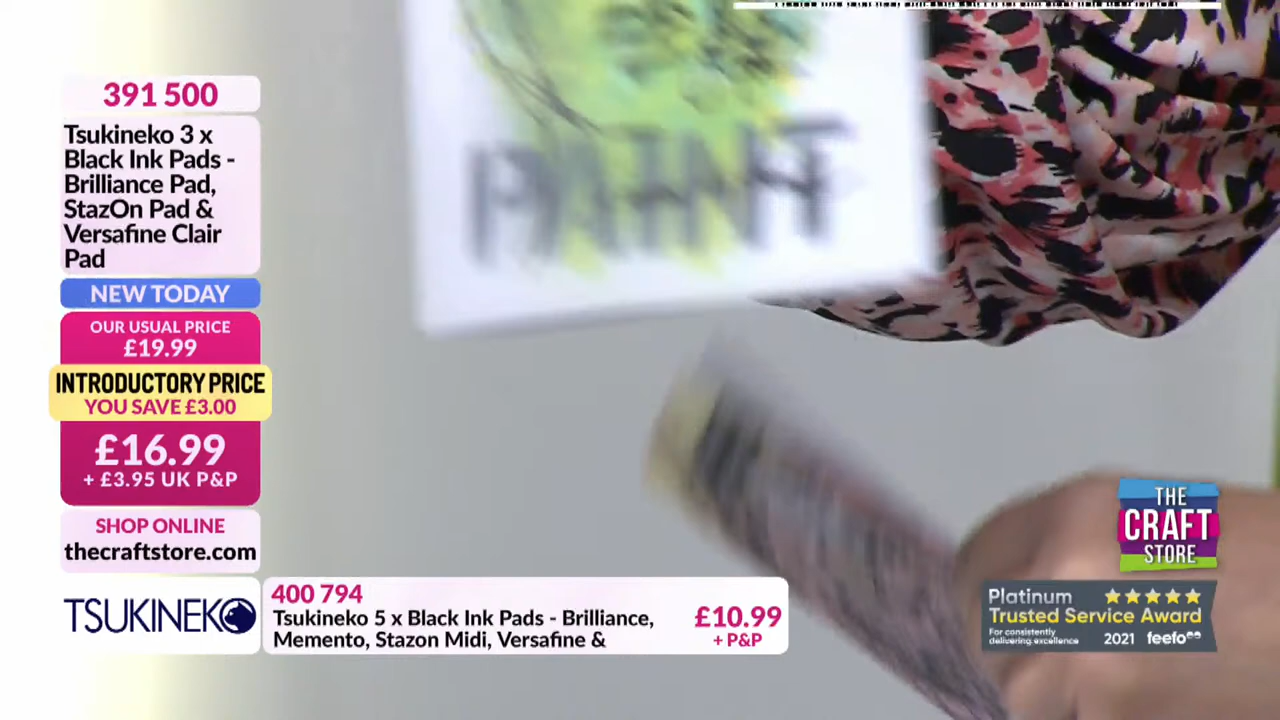 391 500
Tsukineko 3 x
Black Ink Pads -
Brilliance Pad,
StazOn Pad &
Versafine Clair
Pad
NEW TODAY
OUR USUAL PRICE
£19.99
INTRODUCTORY PRICE
YOU SAVE £3.00
£16.99
+ £3.95 UK P&P
SHOP ONLINE
thecraftstore.com
TSUKINEKO
400 794
Tsukineko 5 x Black Ink Pads - Brilliance,
Memento, Stazon Midi, Versafine &
£10.99
+ P&P
PAINT
THE
CRAFT
STORE
Platinum
Trusted Service Award
For consistently
delivering excellence
2021 feefo